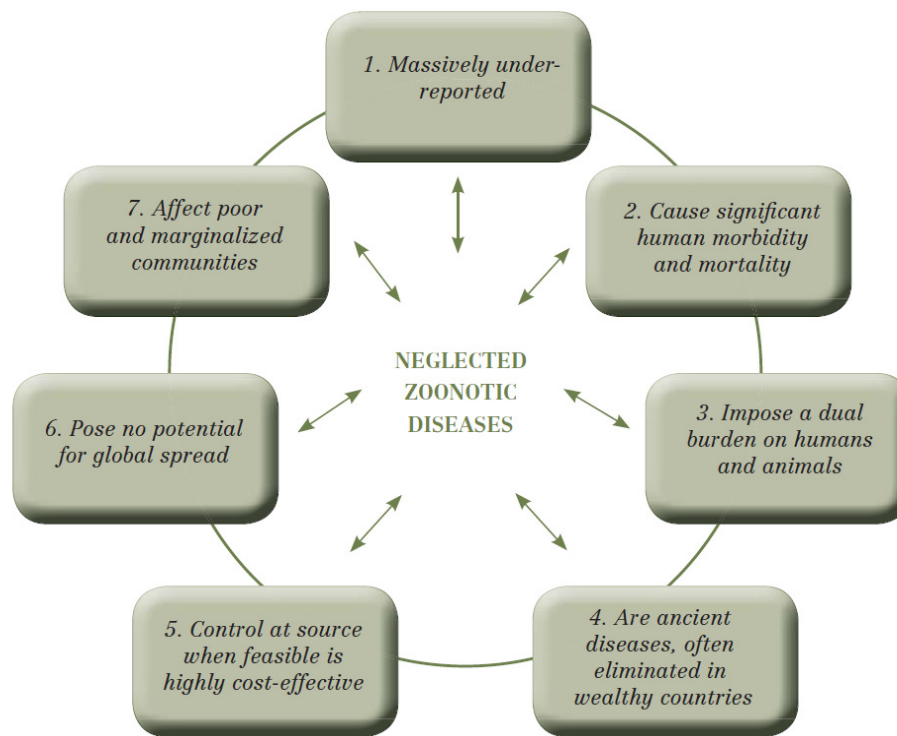 1. Massively under-
reported
2. Cause significant
human morbidity
and mortality
3. Impose a dual
burden on humans
and animals
4. Are ancient
diseases, often
eliminated in
wealthy countries
5. Control at source
when feasible is
highly cost-effective
6. Pose no potential
for global spread
7. Affect poor
and marginalized
communities
NEGLECTED
ZOONOTIC
DISEASES